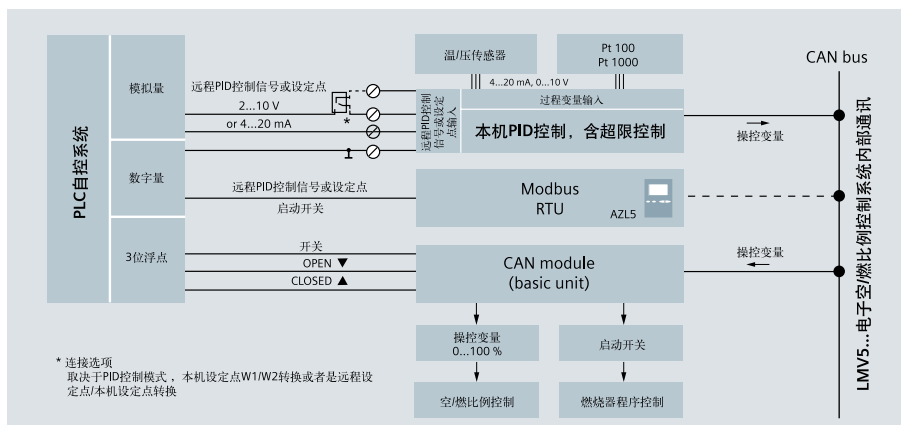 PLC自控系统
模拟量
数字量
3位浮点
远程PID控制信号或设定点
2...10 V
or 4...20 mA
*
远程PID控制信号或设定点
启动开关
开关
OPEN ▼
CLOSED ▲
温/压传感器
Pt 100
Pt 1000
4...20 mA, 0...10 V
远程PID控制
信号或设定
点输入
过程变量输入
本机PID控制，含超限控制
Modbus
RTU
AZL5
CAN module
(basic unit)
操控变量
0...100 %
启动开关
空/燃比例控制
燃烧器程序控制
CAN bus
操控变量
操控变量
LMV5...电子空/燃比例控制系统内部通讯
* 连接选项
取决于PID控制模式 ，本机设定点W1/W2转换或者是远程设
定点/本机设定点转换